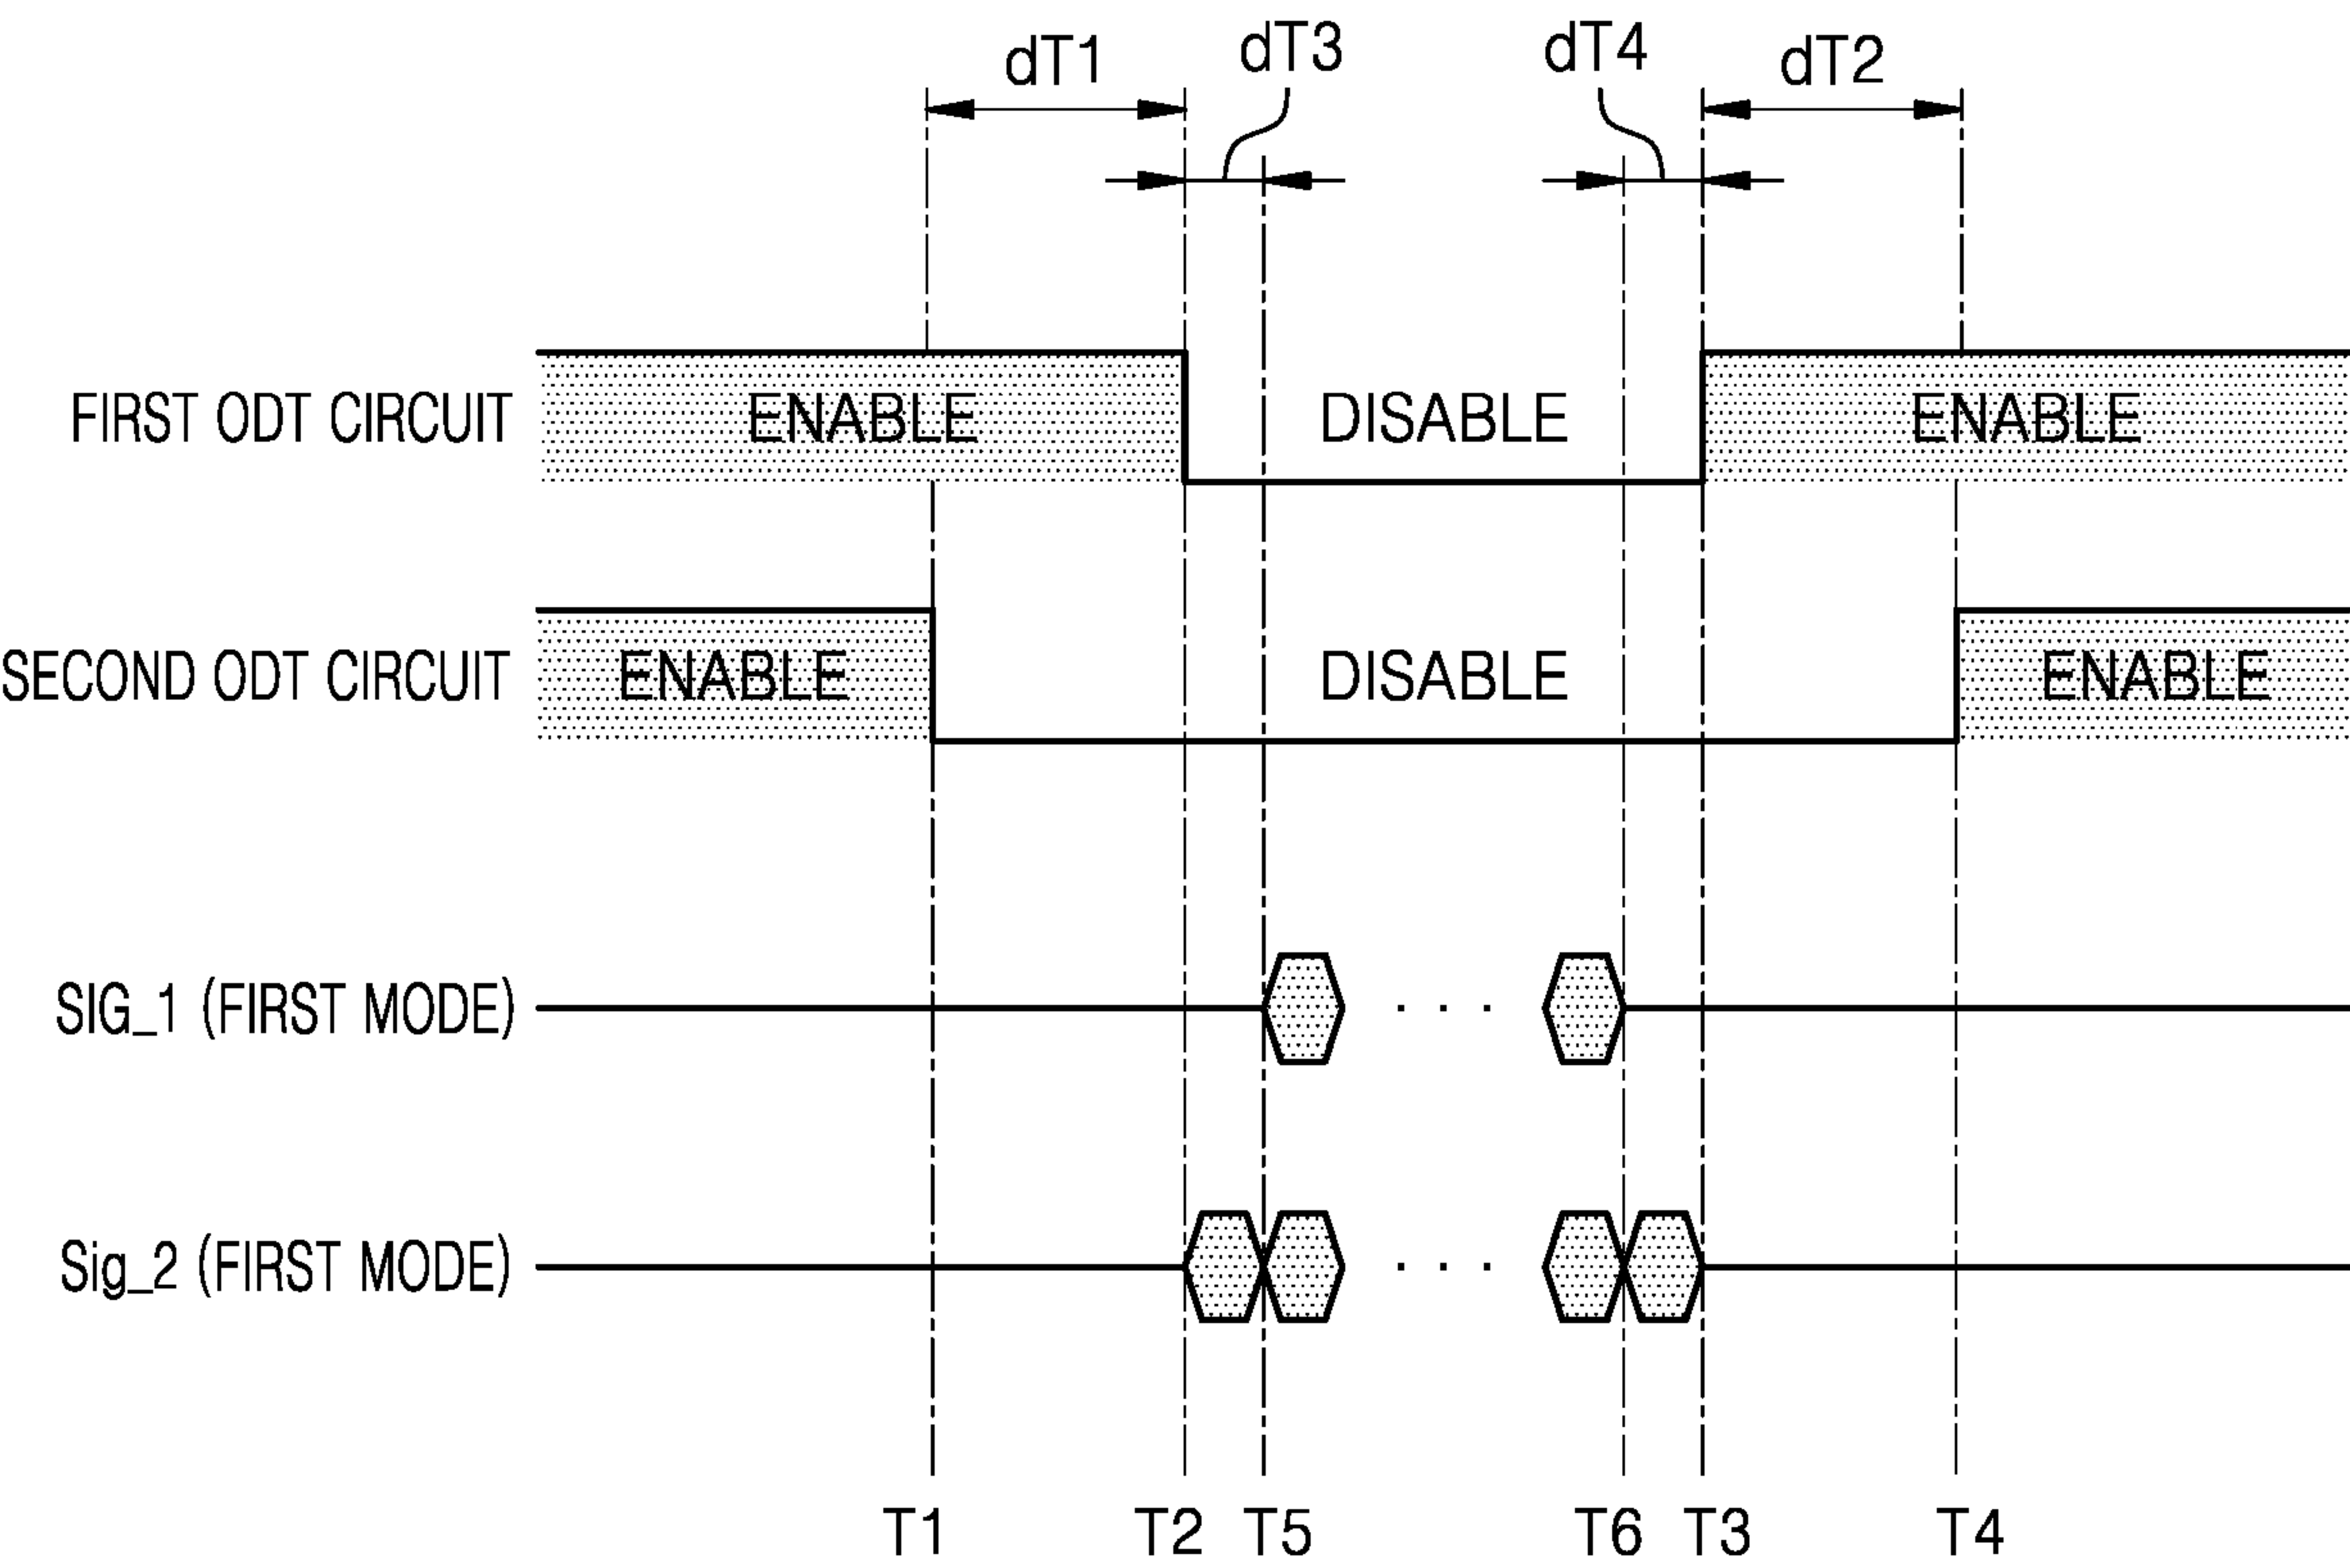 dT1 dT3 dT4 dT2
FIRST ODT CIRCUIT ENABLE DISABLE ENABLE
SECOND ODT CIRCUIT ENABLE DISABLE ENABLE
SIG_1 (FIRST MODE) . . .
Sig_2 (FIRST MODE) . . .
T1 T2 T5 T6 T3 T4